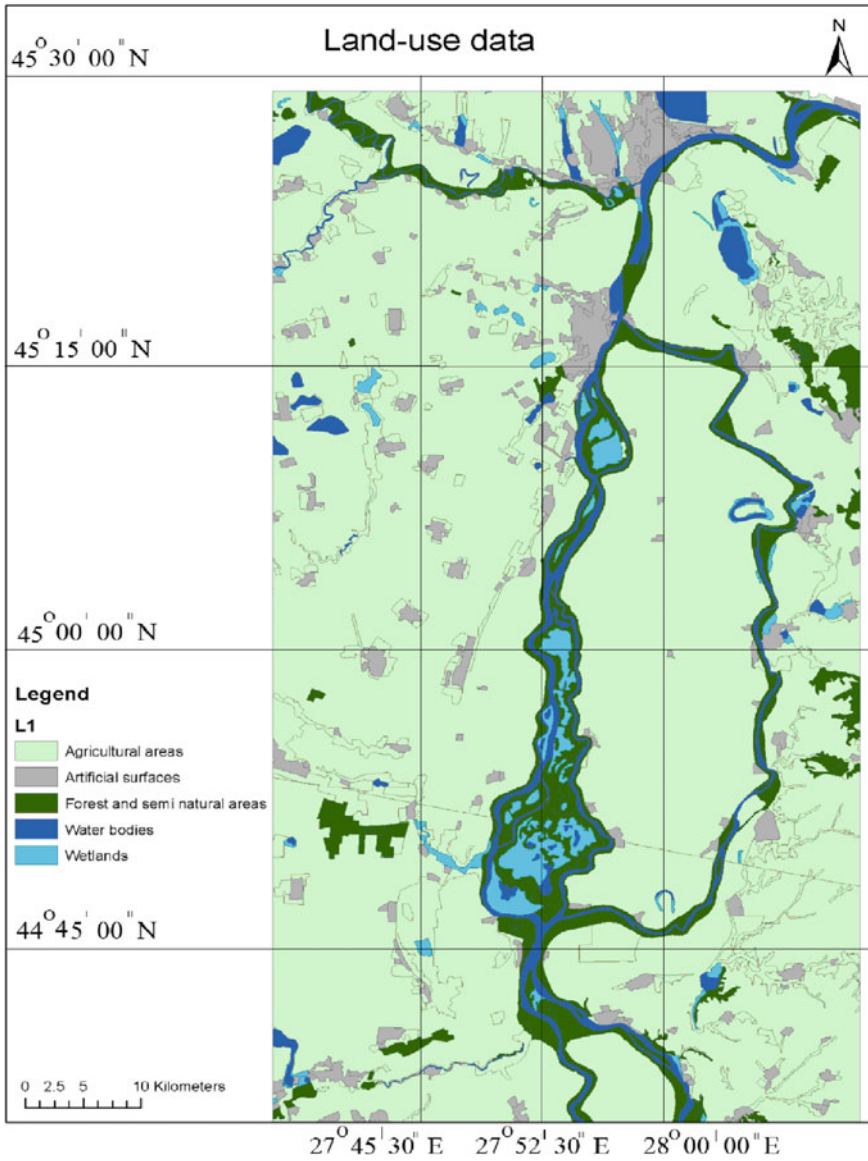 Land-use data
N
45° 30' 00" N
45° 15' 00" N
45° 00' 00" N
Legend
L1
Agricultural areas
Artificial surfaces
Forest and semi natural areas
Water bodies
Wetlands
44° 45' 00" N
0 2.5 5 10 Kilometers
27° 45' 30" E 27° 52' 30" E 28° 00' 00" E